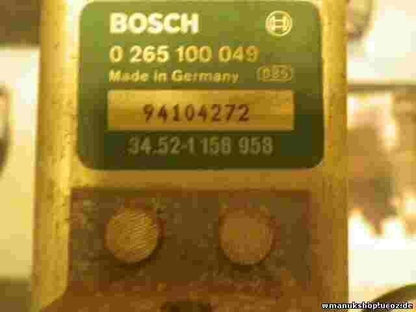 BOSCH
0 265 100 049
Made in Germany
94104272
34.52-1 158 958
wmanukshop!ucoz!de